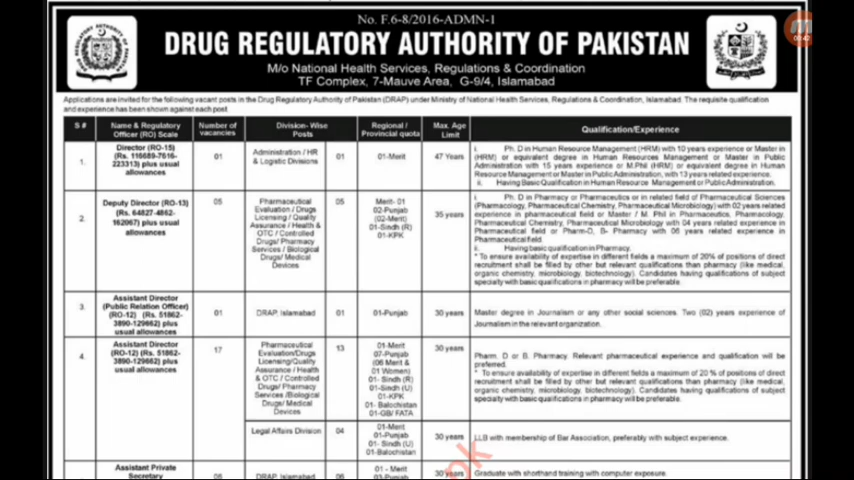 No. F.6-8/2016-ADMN-1
DRUG REGULATORY AUTHORITY OF PAKISTAN
M/o National Health Services, Regulations & Coordination
TF Complex, 7-Mauve Area, G-9/4, Islamabad
00:42
Applications are invited for the following vacant posts in the Drug Regulatory Authority of Pakistan (DRAP) under Ministry of National Health Services, Regulations & Coordination, Islamabad. The requisite qualification
and experience has been shown against each post.
S # Name & Regulatory Officer (RO) Scale Number of vacancies Division- Wise Posts Regional / Provincial quota Max. Age Limit Qualification/Experience
1.
Director (RO-15)
(Rs. 116689-7616-
223313) plus usual
allowances
01
Administration / HR
& Logistic Divisions
01
01-Merit
47 Years
i. Ph. D in Human Resource Management (HRM) with 10 years experience or Master in
(HRM) or equivalent degree in Human Resources Management or Master in Public
Administration with 15 years experience or M.Phil (HRM) or equivalent degree in Human
Resource Management or Master in Public Administration, with 13 years related experience.
ii. Having Basic Qualification in Human Resource Management or Public Administration.
2.
Deputy Director (RO-13)
(Rs. 64827-4862-
162067) plus usual
allowances
05
Pharmaceutical
Evaluation / Drugs
Licensing / Quality
Assurance / Health &
OTC / Controlled
Drugs/ Pharmacy
Services / Biological
Drugs/ Medical
Devices
05
Merit- 01
02-Punjab
(02-Merit)
01-Sindh (R)
01-KPK
35 years
i. Ph. D in Pharmacy or Pharmaceutics or in related field of Pharmaceutical Sciences
(Pharmacology, Pharmaceutical Chemistry, Pharmaceutical Microbiology) with 02 years related
experience in pharmaceutical field or Master / M. Phil in Pharmaceutics, Pharmacology,
Pharmaceutical Chemistry, Pharmaceutical Microbiology with 04 years related experience in
Pharmaceutical field or Pharm-D, B- Pharmacy with 06 years related experience in
Pharmaceutical field.
ii. Having basic qualification in Pharmacy.
* To ensure availability of expertise in different fields a maximum of 20% of positions of direct
recruitment shall be filled by other but relevant qualifications than pharmacy (like medical,
organic chemistry, microbiology, biotechnology). Candidates having qualifications of subject
specialty with basic qualifications in pharmacy will be preferable.
3.
Assistant Director
(Public Relation Officer)
(RO-12) (Rs. 51862-
3890-129662) plus
usual allowances
01
DRAP, Islamabad
01
01-Punjab
30 years
Master degree in Journalism or any other social sciences. Two (02) years experience of
Journalism in the relevant organization.
4.
Assistant Director
(RO-12) (Rs. 51862-
3890-129662) plus
usual allowances
17
Pharmaceutical
Evaluation/Drugs
Licensing/Quality
Assurance / Health
& OTC / Controlled
Drugs/ Pharmacy
Services /Biological
Drugs/ Medical
Devices
13
01-Merit
07-Punjab
(06 Merit &
01 Women)
01- Sindh (R)
01-Sindh (U)
01-KPK
01- Balochistan
01-GB/ FATA
30 years
Pharm. D or B. Pharmacy. Relevant pharmaceutical experience and qualification will be
preferred.
* To ensure availability of expertise in different fields a maximum of 20 % of positions of direct
recruitment shall be filled by other but relevant qualifications than pharmacy (like medical,
organic chemistry, microbiology, biotechnology). Candidates having qualifications of subject
specialty with basic qualifications in pharmacy will be preferable.
Legal Affairs Division
04
01-Merit
01-Punjab
01- Sindh (U)
01-Balochistan
30 years
LLB with membership of Bar Association, preferably with subject experience.
Assistant Private
Secretary
DRAP, Islamabad
01 - Merit
30 years
Graduate with shorthand training with computer exposure.